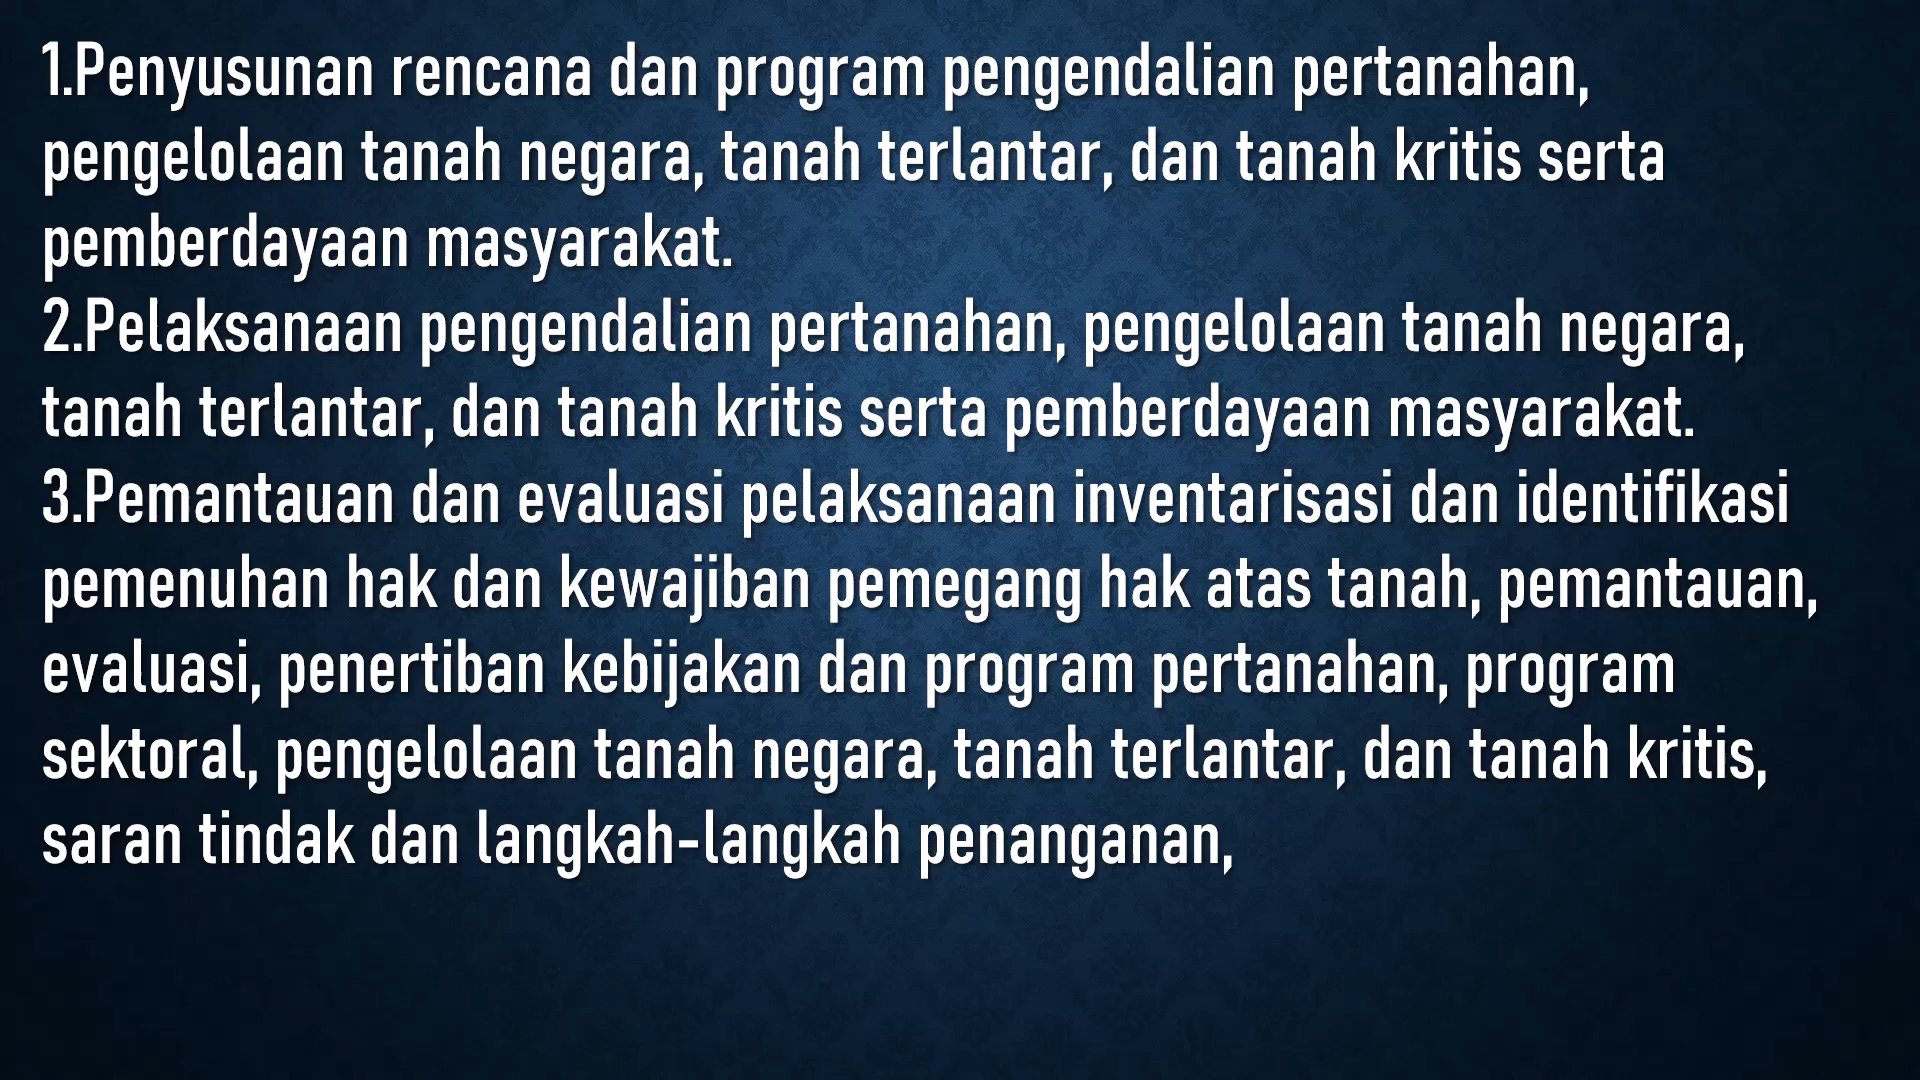 1.Penyusunan rencana dan program pengendalian pertanahan,
pengelolaan tanah negara, tanah terlantar, dan tanah kritis serta
pemberdayaan masyarakat.
2.Pelaksanaan pengendalian pertanahan, pengelolaan tanah negara,
tanah terlantar, dan tanah kritis serta pemberdayaan masyarakat.
3.Pemantauan dan evaluasi pelaksanaan inventarisasi dan identifikasi
pemenuhan hak dan kewajiban pemegang hak atas tanah, pemantauan,
evaluasi, penertiban kebijakan dan program pertanahan, program
sektoral, pengelolaan tanah negara, tanah terlantar, dan tanah kritis,
saran tindak dan langkah-langkah penanganan,